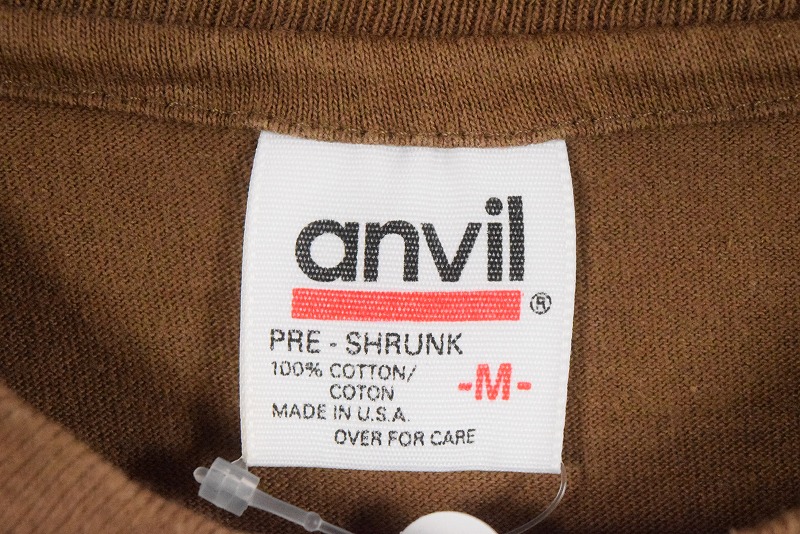 anvil®
PRE - SHRUNK
100% COTTON/
COTON
-M-
MADE IN U.S.A.
OVER FOR CARE